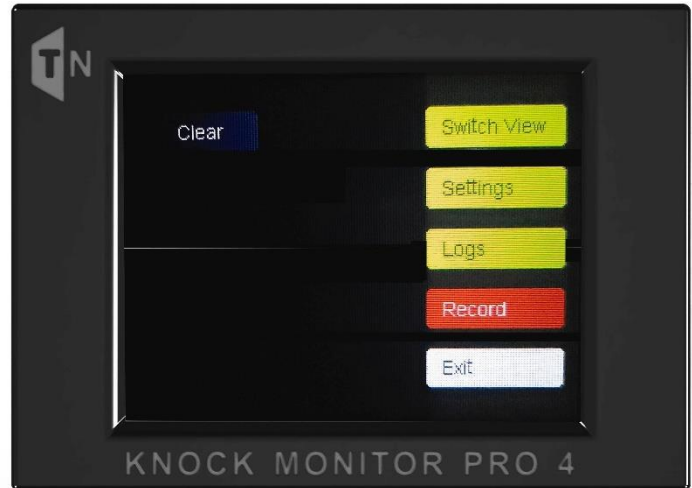 TN
Clear
Switch View
Settings
Logs
Record
Exit
KNOCK MONITOR PRO 4